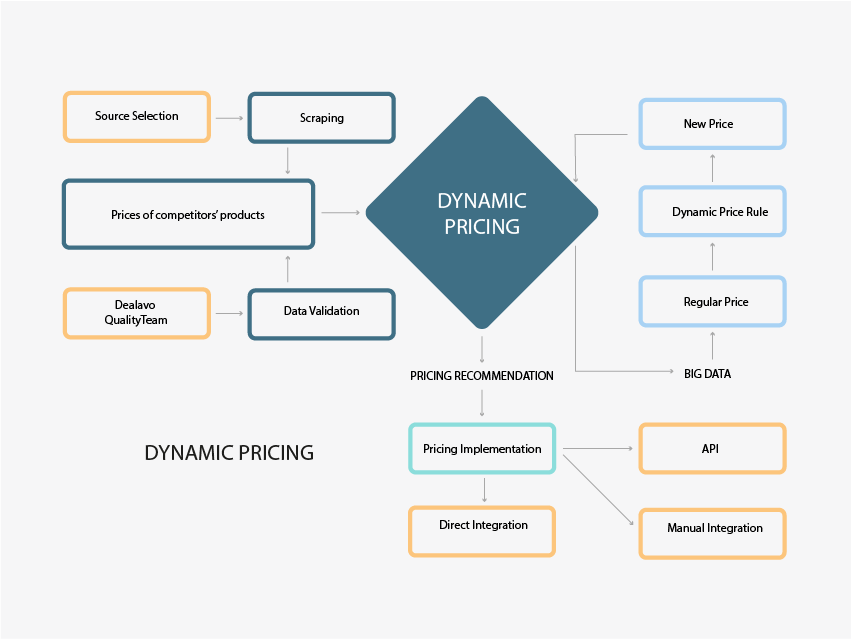 Source Selection
Scraping
Prices of competitors’ products
Dealavo
QualityTeam
Data Validation
DYNAMIC
PRICING
New Price
Dynamic Price Rule
Regular Price
BIG DATA
PRICING RECOMMENDATION
Pricing Implementation
API
Direct Integration
Manual Integration
DYNAMIC PRICING